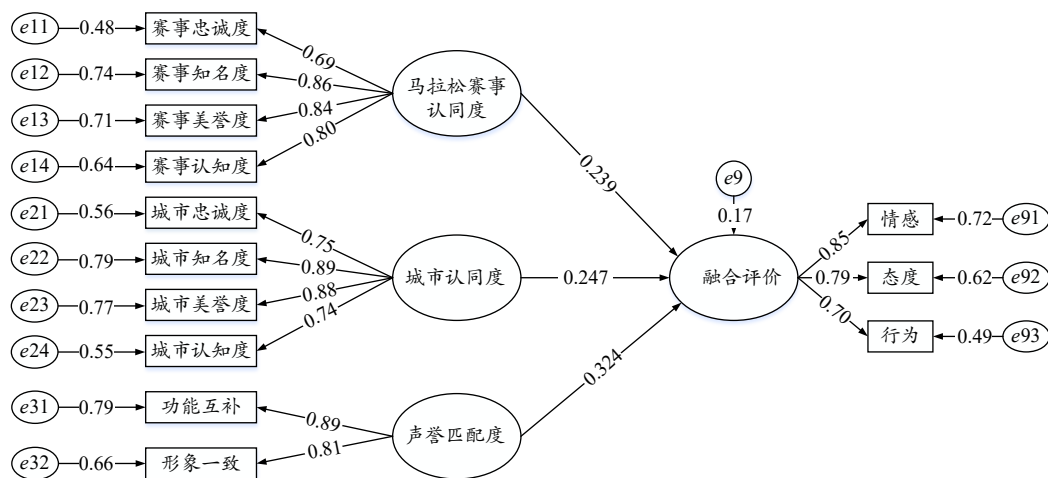 e11 0.48 赛事忠诚度
e12 0.74 赛事知名度
e13 0.71 赛事美誉度
e14 0.64 赛事认知度
0.69
0.86
0.84
0.80
马拉松赛事
认同度
0.239
e21 0.56 城市忠诚度
e22 0.79 城市知名度
e23 0.77 城市美誉度
e24 0.55 城市认知度
0.75
0.89
0.88
0.74
城市认同度
0.247
e31 0.79 功能互补
e32 0.66 形象一致
0.89
0.81
声誉匹配度
0.324
e9
0.17
融合评价
0.85
0.79
0.70
情感 0.72 e91
态度 0.62 e92
行为 0.49 e93